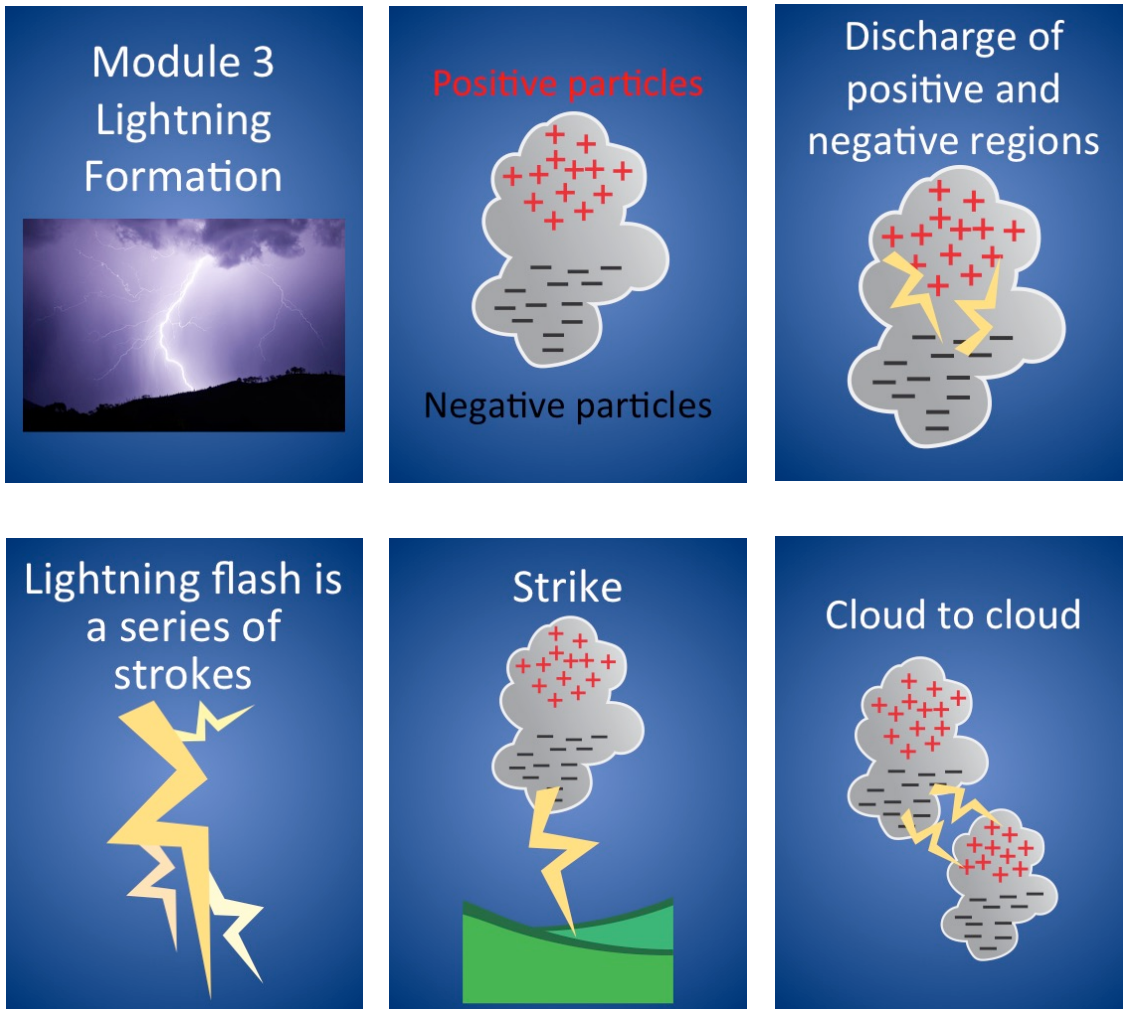 Module 3
Lightning
Formation
Positive particles
Negative particles
Discharge of
positive and
negative regions
Lightning flash is
a series of
strokes
Strike
Cloud to cloud